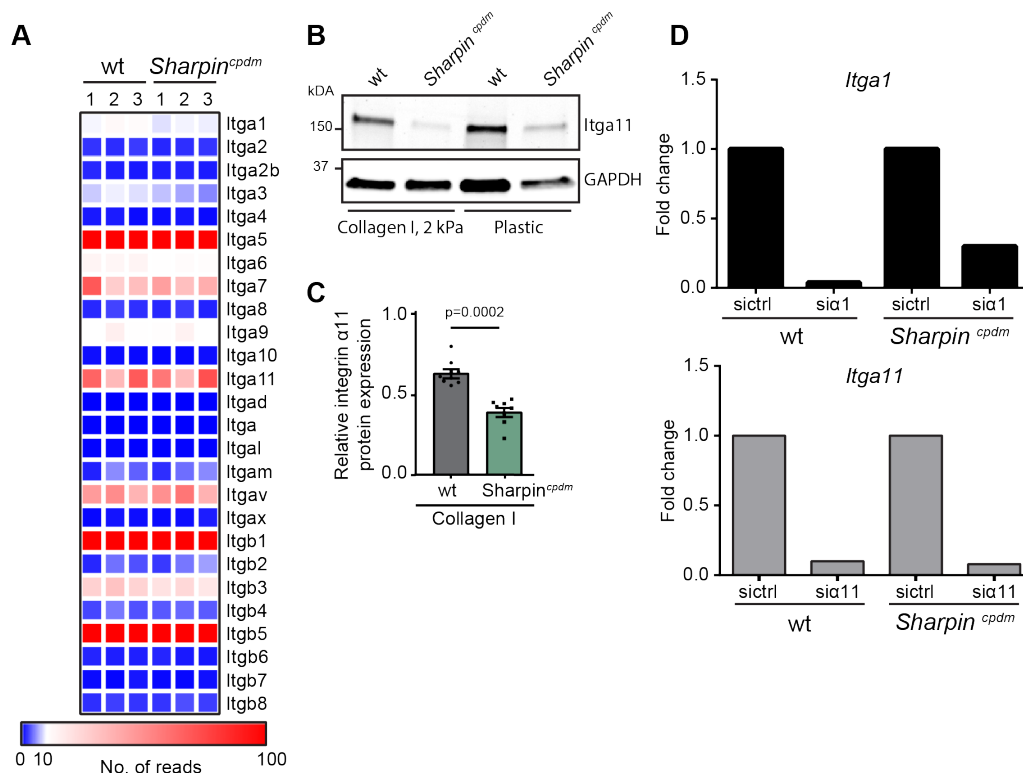 A
wt Sharpin^cpdm
1 2 3 1 2 3
Itga1
Itga2
Itga2b
Itga3
Itga4
Itga5
Itga6
Itga7
Itga8
Itga9
Itga10
Itga11
Itgad
Itga
Itgal
Itgam
Itgav
Itgax
Itgb1
Itgb2
Itgb3
Itgb4
Itgb5
Itgb6
Itgb7
Itgb8
0 10 100
No. of reads
B
wt Sharpin^cpdm wt Sharpin^cpdm
kDA
150
Itga11
37
GAPDH
Collagen I, 2 kPa Plastic
C
p=0.0002
Relative integrin α11
protein expression
1.0
0.5
0.0
wt Sharpin^cpdm
Collagen I
D
Itga1
Fold change
1.5
1.0
0.5
0.0
sictrl siα1 sictrl siα1
wt Sharpin ^cpdm
Itga11
Fold change
1.5
1.0
0.5
0.0
sictrl siα11 sictrl siα11
wt Sharpin ^cpdm